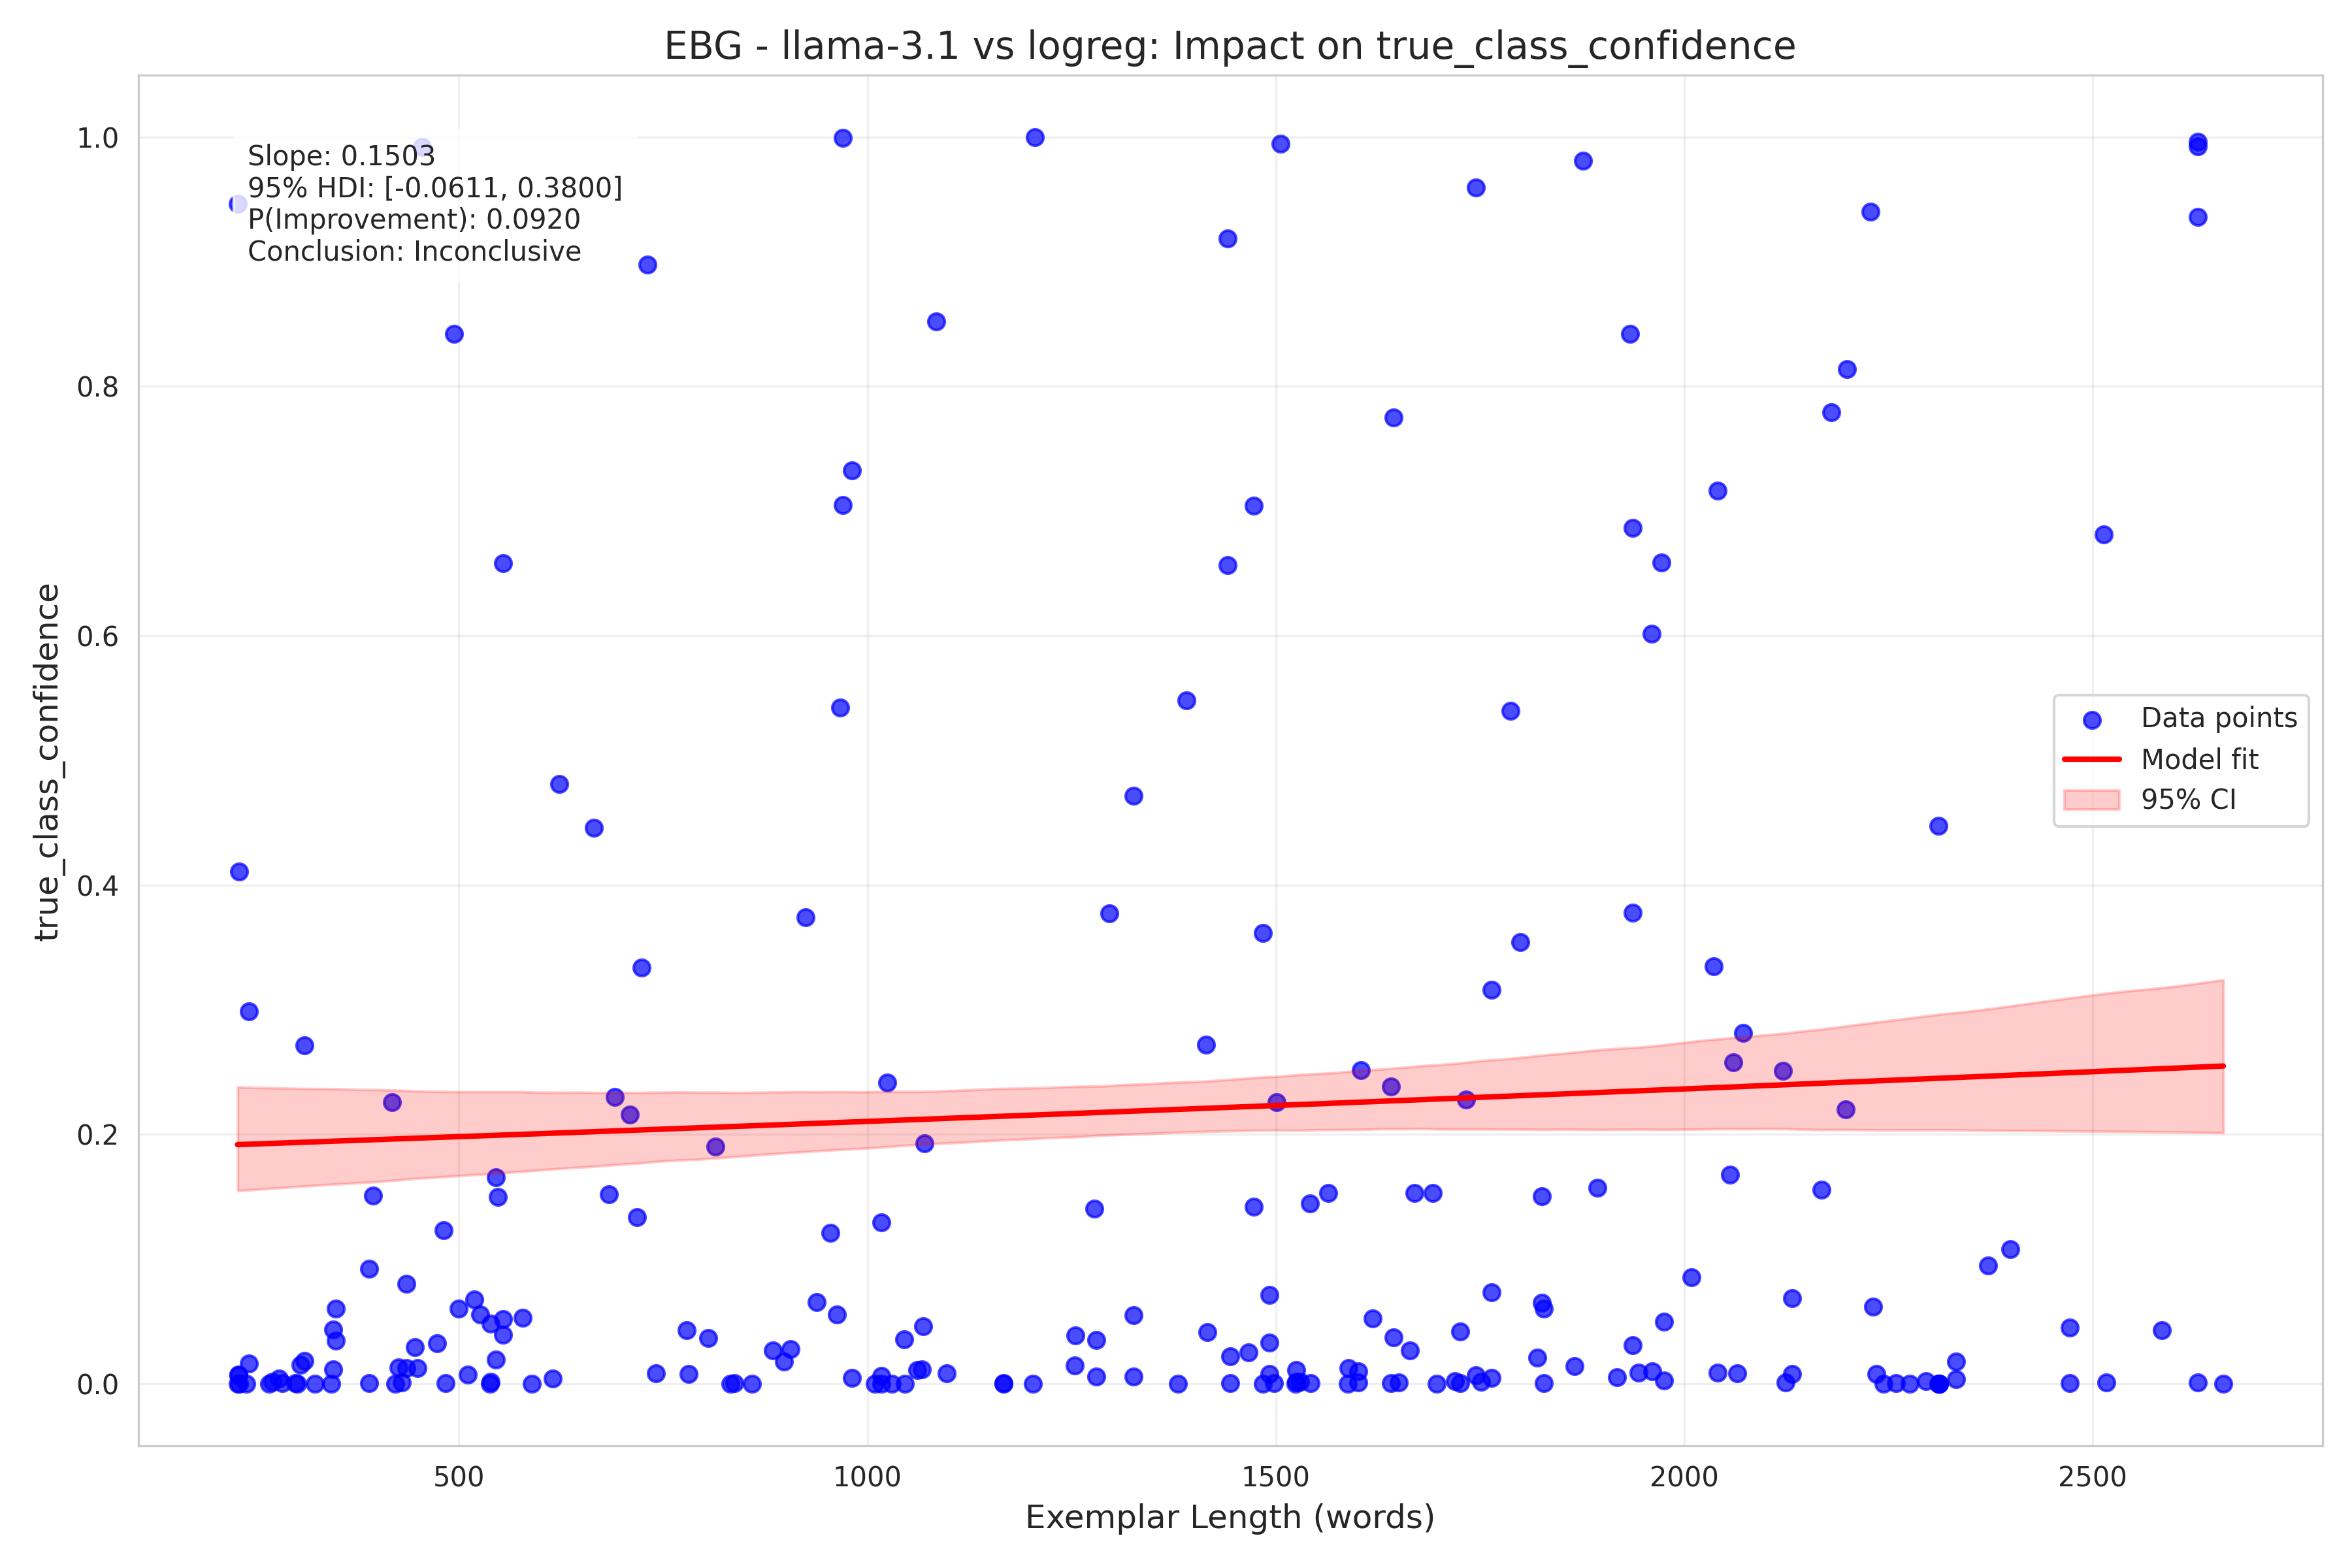 EBG - llama-3.1 vs logreg: Impact on true_class_confidence
Slope: 0.1503
95% HDI: [-0.0611, 0.3800]
P(Improvement): 0.0920
Conclusion: Inconclusive
true_class_confidence
1.0
0.8
0.6
0.4
0.2
0.0
Data points
Model fit
95% CI
500
1000
1500
2000
2500
Exemplar Length (words)